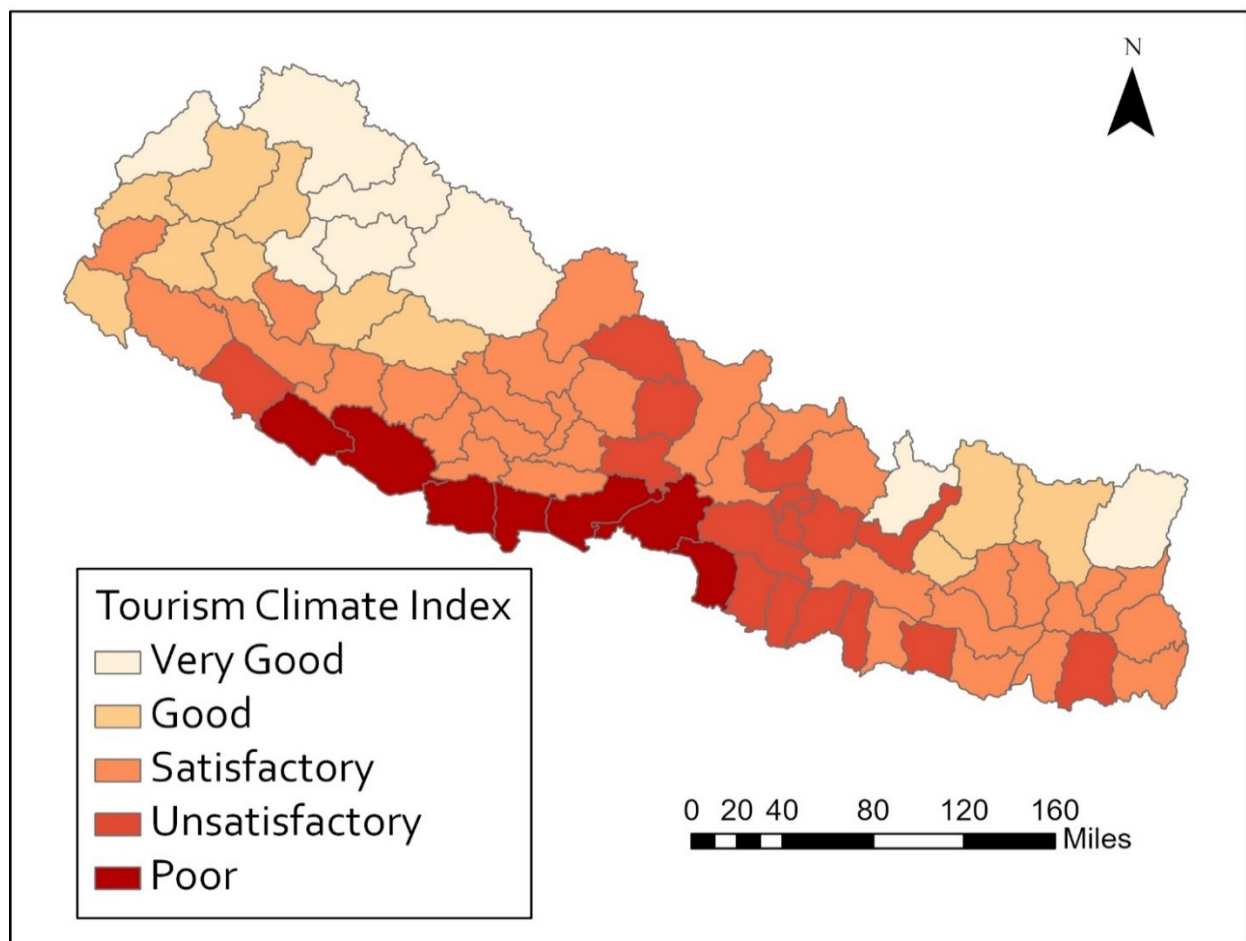 N
Tourism Climate Index
Very Good
Good
Satisfactory
Unsatisfactory
Poor
0 20 40 80 120 160
Miles